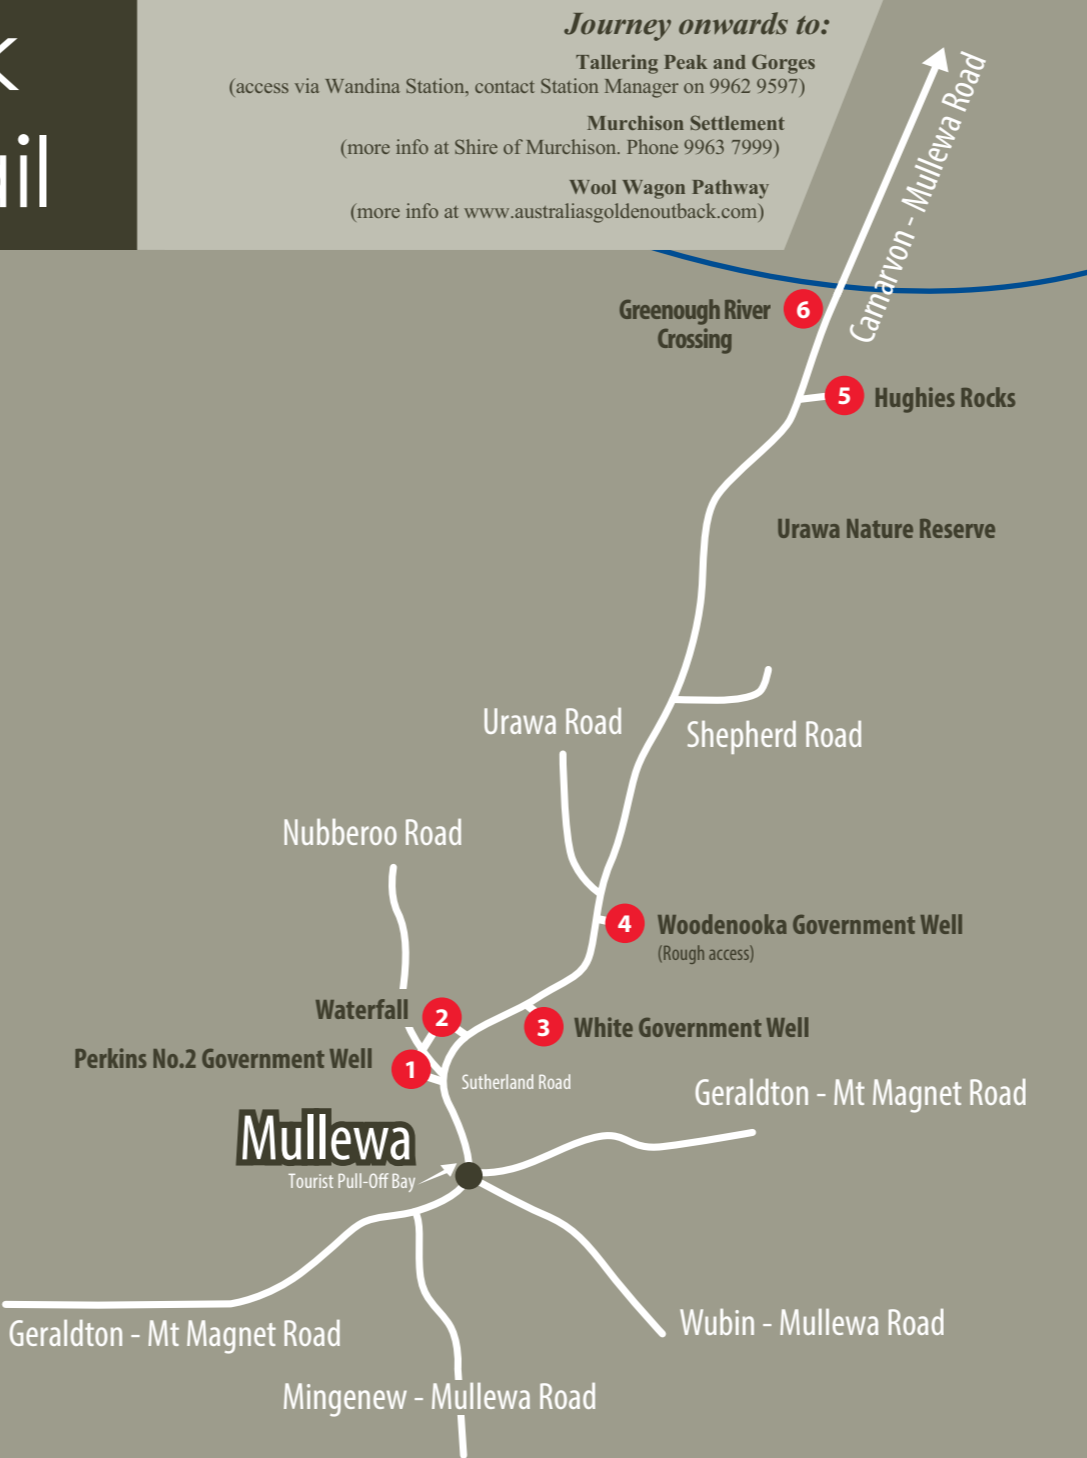 Journey onwards to:
Tallering Peak and Gorges
(access via Wandina Station, contact Station Manager on 9962 9597)
Murchison Settlement
(more info at Shire of Murchison. Phone 9963 7999)
Wool Wagon Pathway
(more info at www.australiasgoldenoutback.com)
Carnarvon - Mullewa Road
Greenough River
Crossing
6
5
Hughies Rocks
Urawa Nature Reserve
Urawa Road
Shepherd Road
Nubberoo Road
4
Woodenooka Government Well
(Rough access)
Waterfall
2
3
White Government Well
Perkins No.2 Government Well
1
Sutherland Road
Geraldton - Mt Magnet Road
Mullewa
Tourist Pull-Off Bay
Geraldton - Mt Magnet Road
Wubin - Mullewa Road
Mingenew - Mullewa Road